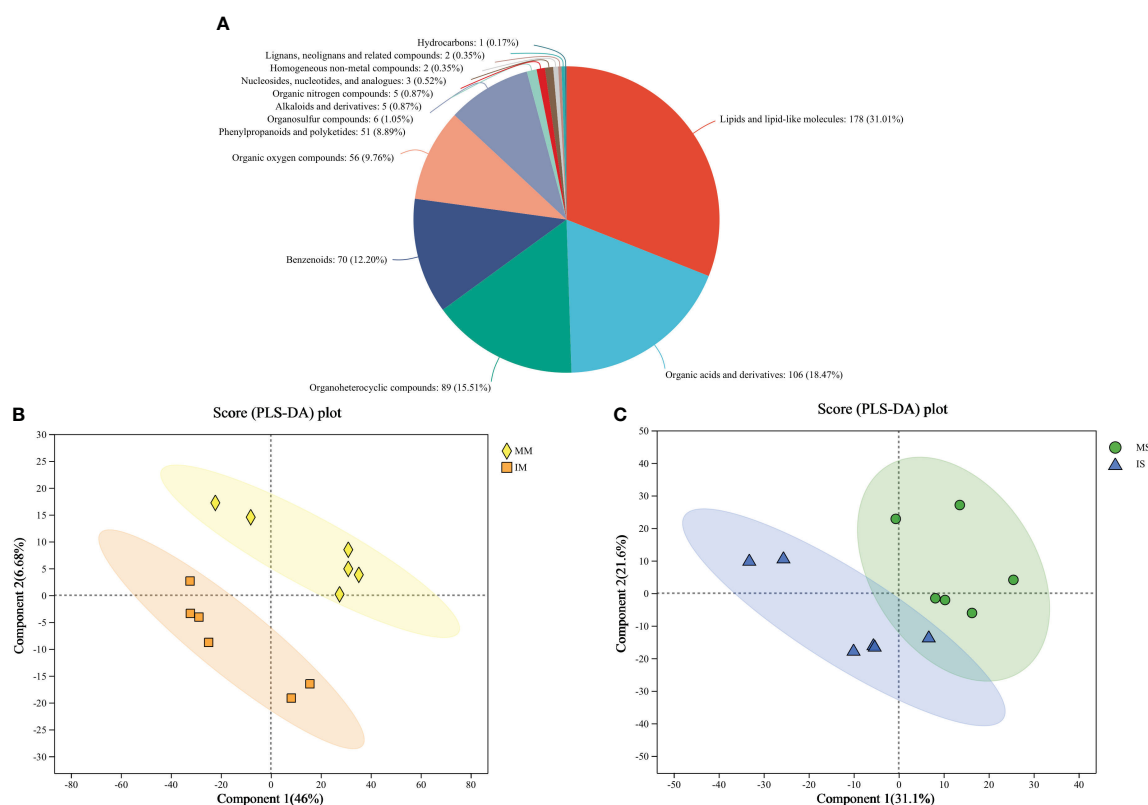 A
Hydrocarbons: 1 (0.17%)
Lignans, neolignans and related compounds: 2 (0.35%)
Homogeneous non-metal compounds: 2 (0.35%)
Nucleosides, nucleotides, and analogues: 3 (0.52%)
Organic nitrogen compounds: 5 (0.87%)
Alkaloids and derivatives: 5 (0.87%)
Organosulfur compounds: 6 (1.05%)
Phenylpropanoids and polyketides: 51 (8.89%)
Organic oxygen compounds: 56 (9.76%)
Benzenoids: 70 (12.20%)
Organoheterocyclic compounds: 89 (15.51%)
Lipids and lipid-like molecules: 178 (31.01%)
Organic acids and derivatives: 106 (18.47%)
B
Score (PLS-DA) plot
MM
IM
Component 2(6.68%)
30
25
20
15
10
5
0
-5
-10
-15
-20
-25
-30
-80
-60
-40
-20
0
20
40
60
80
Component 1(46%)
C
Score (PLS-DA) plot
MS
IS
Component 2(21.6%)
50
40
30
20
10
0
-10
-20
-30
-40
-50
-50
-40
-30
-20
-10
0
10
20
30
40
Component 1(31.1%)